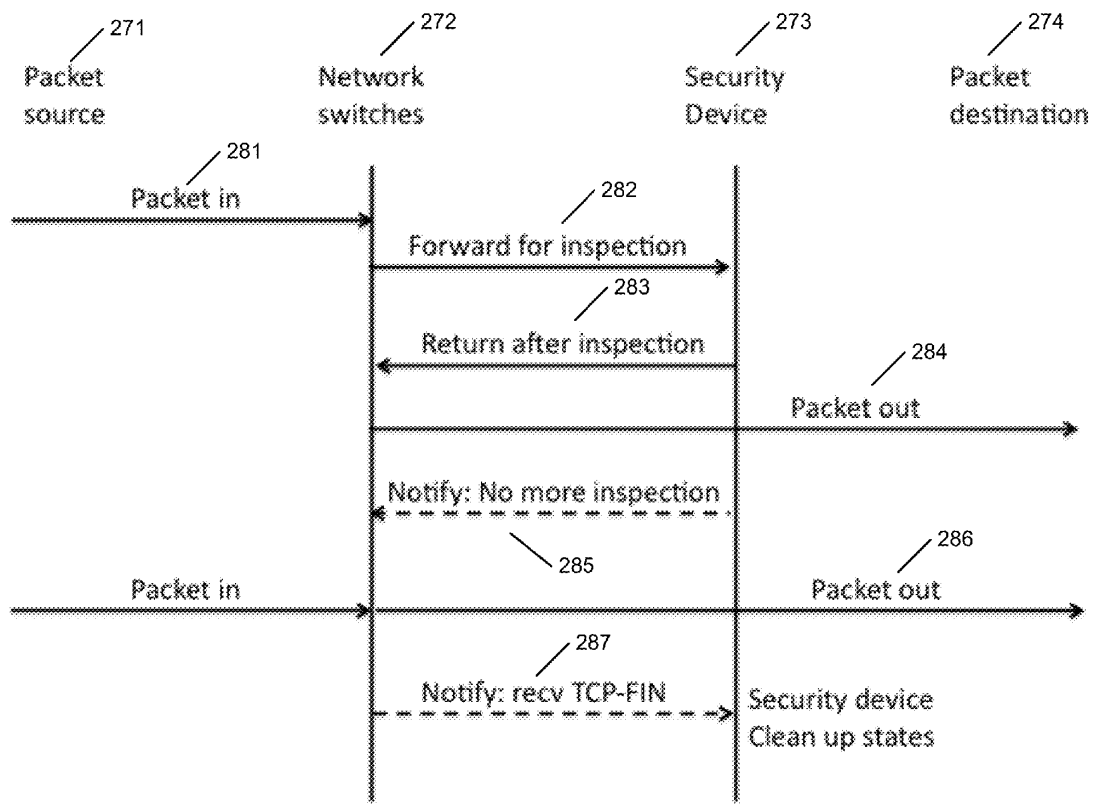 271
272
273
274
Packet
source
Network
switches
Security
Device
Packet
destination
281
Packet in
282
Forward for inspection
283
Return after inspection
284
Packet out
Notify: No more inspection
285
286
Packet in
Packet out
287
Notify: recv TCP-FIN
Security device
Clean up states